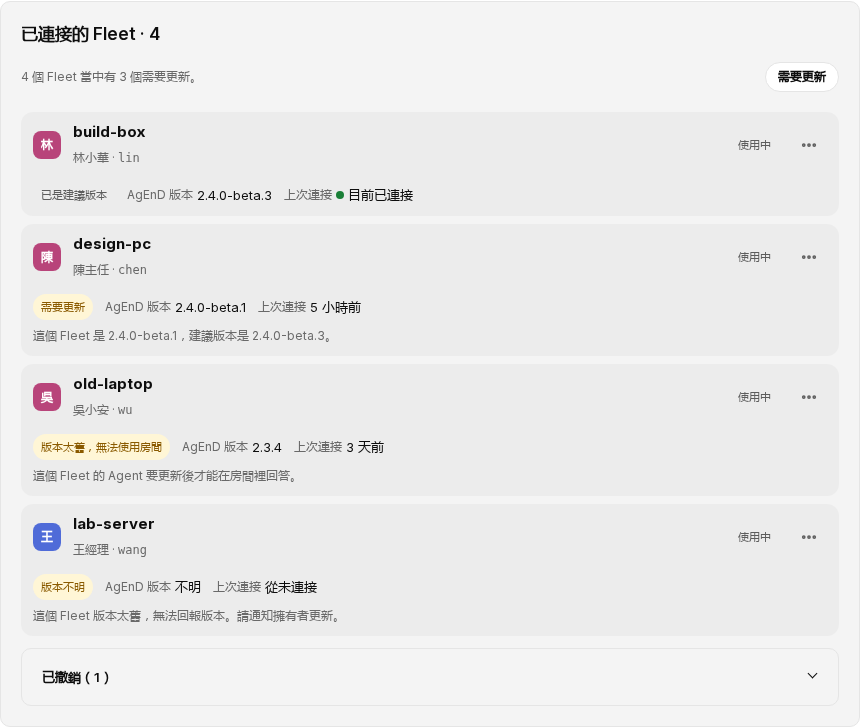 已連接的 Fleet · 4
4 個 Fleet 當中有 3 個需要更新。
需要更新
林
build-box
林小華 · lin
使用中
已是建議版本 AgEnD 版本 2.4.0-beta.3 上次連接 目前已連接
陳
design-pc
陳主任 · chen
使用中
需要更新 AgEnD 版本 2.4.0-beta.1 上次連接 5 小時前
這個 Fleet 是 2.4.0-beta.1，建議版本是 2.4.0-beta.3。
吳
old-laptop
吳小安 · wu
使用中
版本太舊，無法使用房間 AgEnD 版本 2.3.4 上次連接 3 天前
這個 Fleet 的 Agent 要更新後才能在房間裡回答。
王
lab-server
王經理 · wang
使用中
版本不明 AgEnD 版本 不明 上次連接 從未連接
這個 Fleet 版本太舊，無法回報版本。請通知擁有者更新。
已撤銷（1）